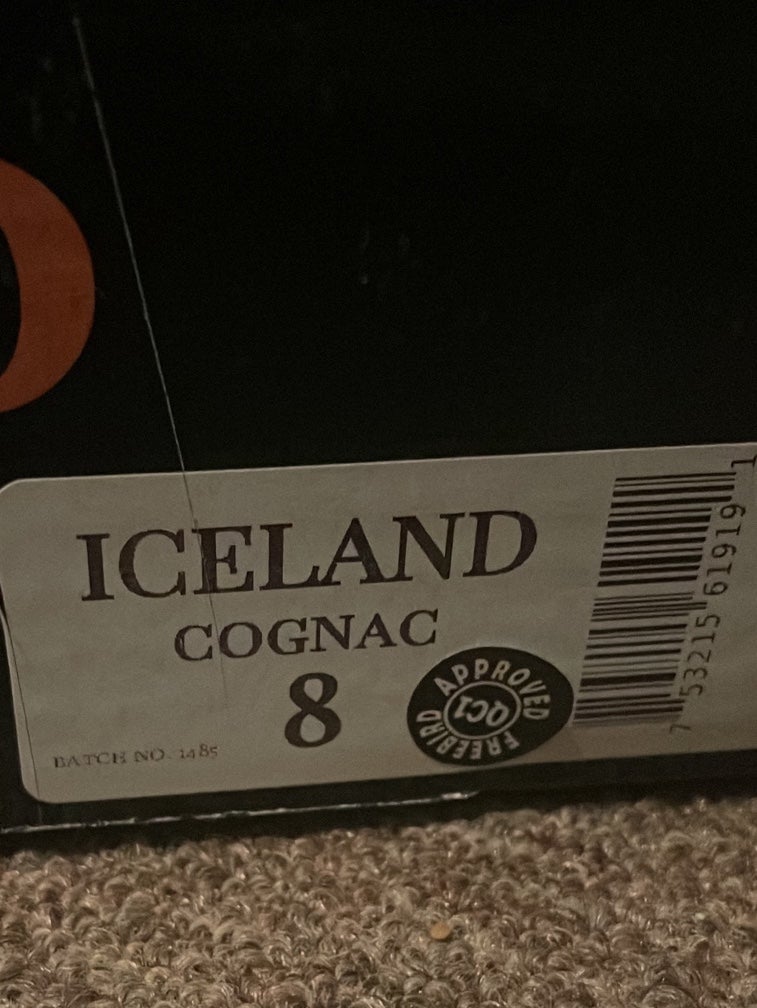 ICELAND
COGNAC
8
BATCH NO. 1485
APPROVED
QC1
FREEBIRD
7 53215 61919 1